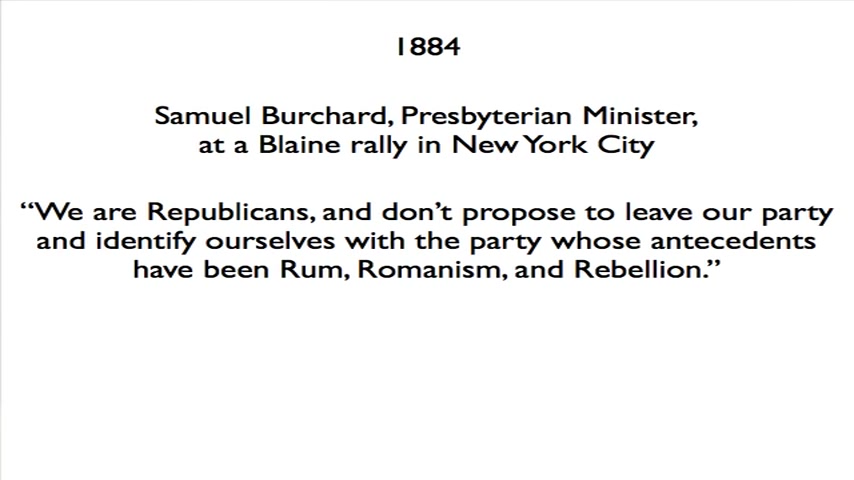 1884
Samuel Burchard, Presbyterian Minister,
at a Blaine rally in New York City
“We are Republicans, and don’t propose to leave our party
and identify ourselves with the party whose antecedents
have been Rum, Romanism, and Rebellion.”